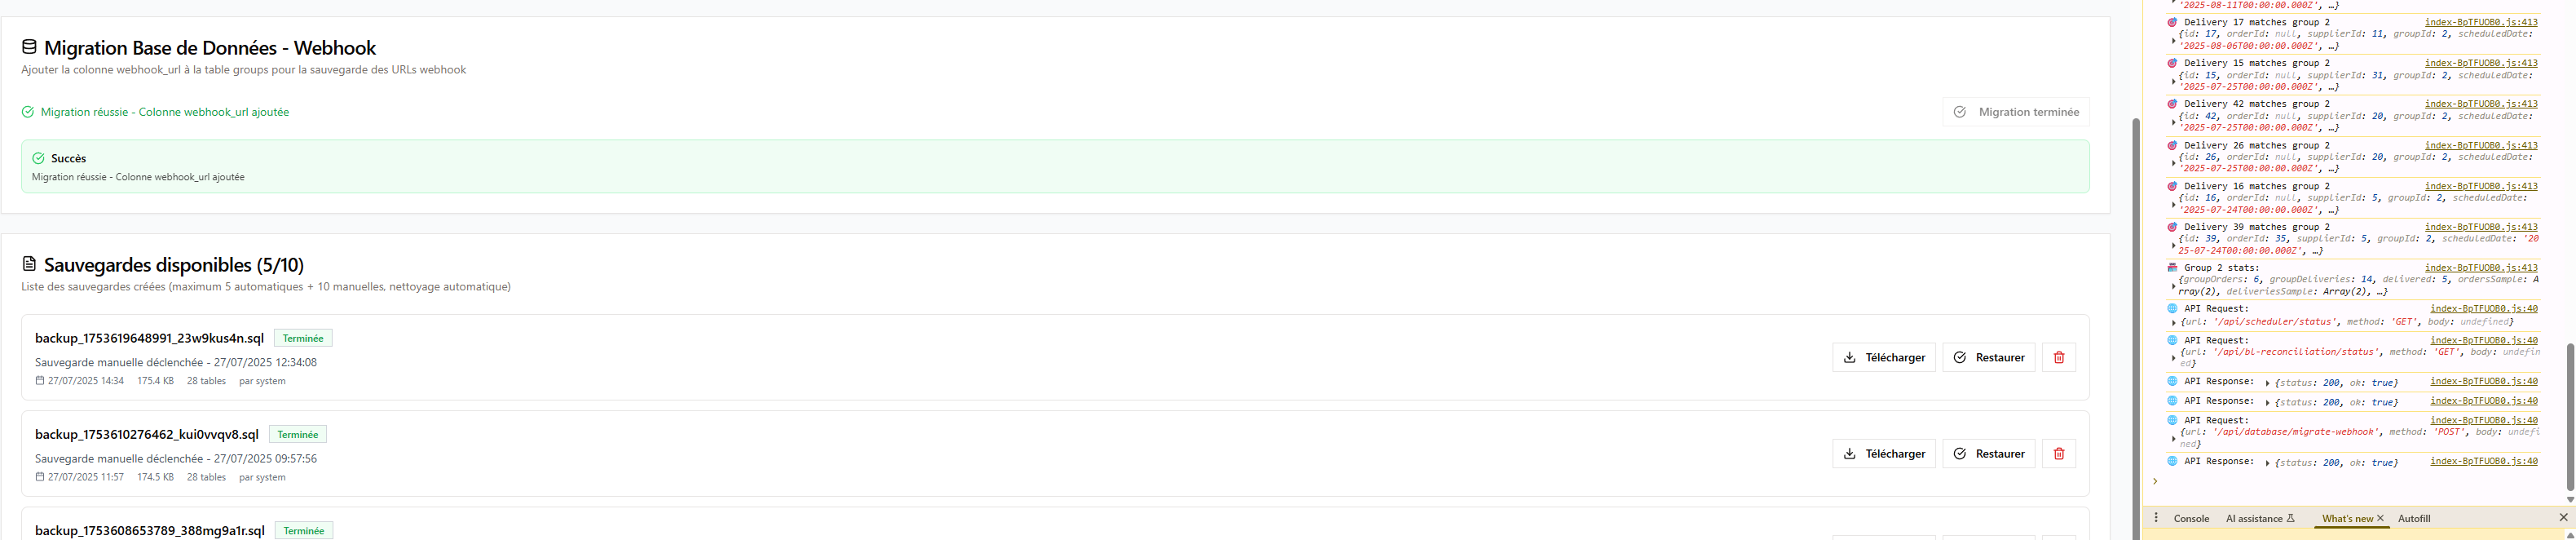 Migration Base de Données - Webhook
Ajouter la colonne webhook_url à la table groups pour la sauvegarde des URLs webhook
Migration réussie - Colonne webhook_url ajoutée
Migration terminée
Succès
Migration réussie - Colonne webhook_url ajoutée
Sauvegardes disponibles (5/10)
Liste des sauvegardes créées (maximum 5 automatiques + 10 manuelles, nettoyage automatique)
backup_1753619648991_23w9kus4n.sql Terminée
Sauvegarde manuelle déclenchée - 27/07/2025 12:34:08
27/07/2025 14:34 175.4 KB 28 tables par system
Télécharger Restaurer
backup_1753610276462_kui0vvqv8.sql Terminée
Sauvegarde manuelle déclenchée - 27/07/2025 09:57:56
27/07/2025 11:57 174.5 KB 28 tables par system
Télécharger Restaurer
backup_1753608653789_388mg9a1r.sql Terminée
'2025-08-11T00:00:00.000Z', …}
Delivery 17 matches group 2 index-BpTFUOB0.js:413
{id: 17, orderId: null, supplierId: 11, groupId: 2, scheduledDate:
'2025-08-06T00:00:00.000Z', …}
Delivery 15 matches group 2 index-BpTFUOB0.js:413
{id: 15, orderId: null, supplierId: 31, groupId: 2, scheduledDate:
'2025-07-25T00:00:00.000Z', …}
Delivery 42 matches group 2 index-BpTFUOB0.js:413
{id: 42, orderId: null, supplierId: 20, groupId: 2, scheduledDate:
'2025-07-25T00:00:00.000Z', …}
Delivery 26 matches group 2 index-BpTFUOB0.js:413
{id: 26, orderId: null, supplierId: 20, groupId: 2, scheduledDate:
'2025-07-25T00:00:00.000Z', …}
Delivery 16 matches group 2 index-BpTFUOB0.js:413
{id: 16, orderId: null, supplierId: 5, groupId: 2, scheduledDate:
'2025-07-24T00:00:00.000Z', …}
Delivery 39 matches group 2 index-BpTFUOB0.js:413
{id: 39, orderId: 35, supplierId: 5, groupId: 2, scheduledDate: '20
25-07-24T00:00:00.000Z', …}
Group 2 stats: index-BpTFUOB0.js:413
{groupOrders: 6, groupDeliveries: 14, delivered: 5, ordersSample: A
rray(2), deliveriesSample: Array(2), …}
API Request: index-BpTFUOB0.js:40
{url: '/api/scheduler/status', method: 'GET', body: undefined}
API Request: index-BpTFUOB0.js:40
{url: '/api/bl-reconciliation/status', method: 'GET', body: undefin
ed}
API Response: {status: 200, ok: true} index-BpTFUOB0.js:40
API Response: {status: 200, ok: true} index-BpTFUOB0.js:40
API Request: index-BpTFUOB0.js:40
{url: '/api/database/migrate-webhook', method: 'POST', body: undefi
ned}
API Response: {status: 200, ok: true} index-BpTFUOB0.js:40
Console AI assistance What's new Autofill